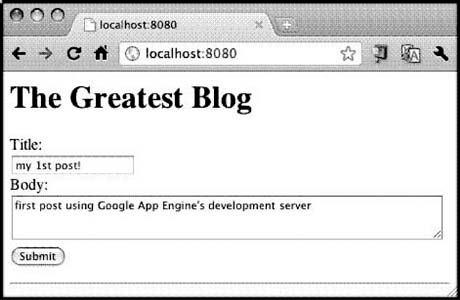 localhost:8080
localhost:8080
The Greatest Blog
Title:
my 1st post!
Body:
first post using Google App Engine's development server
Submit